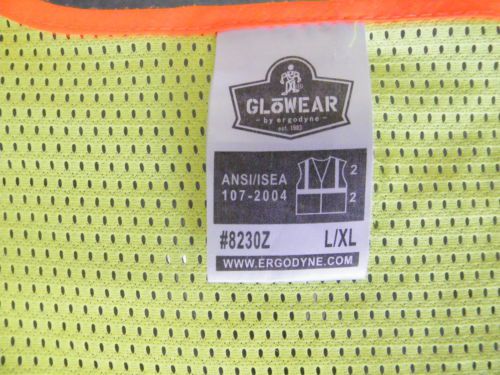 GLOWEAR
by ergodyne
est. 1983
ANSI/ISEA
107-2004
2
2
#8230Z L/XL
WWW.ERGODYNE.COM